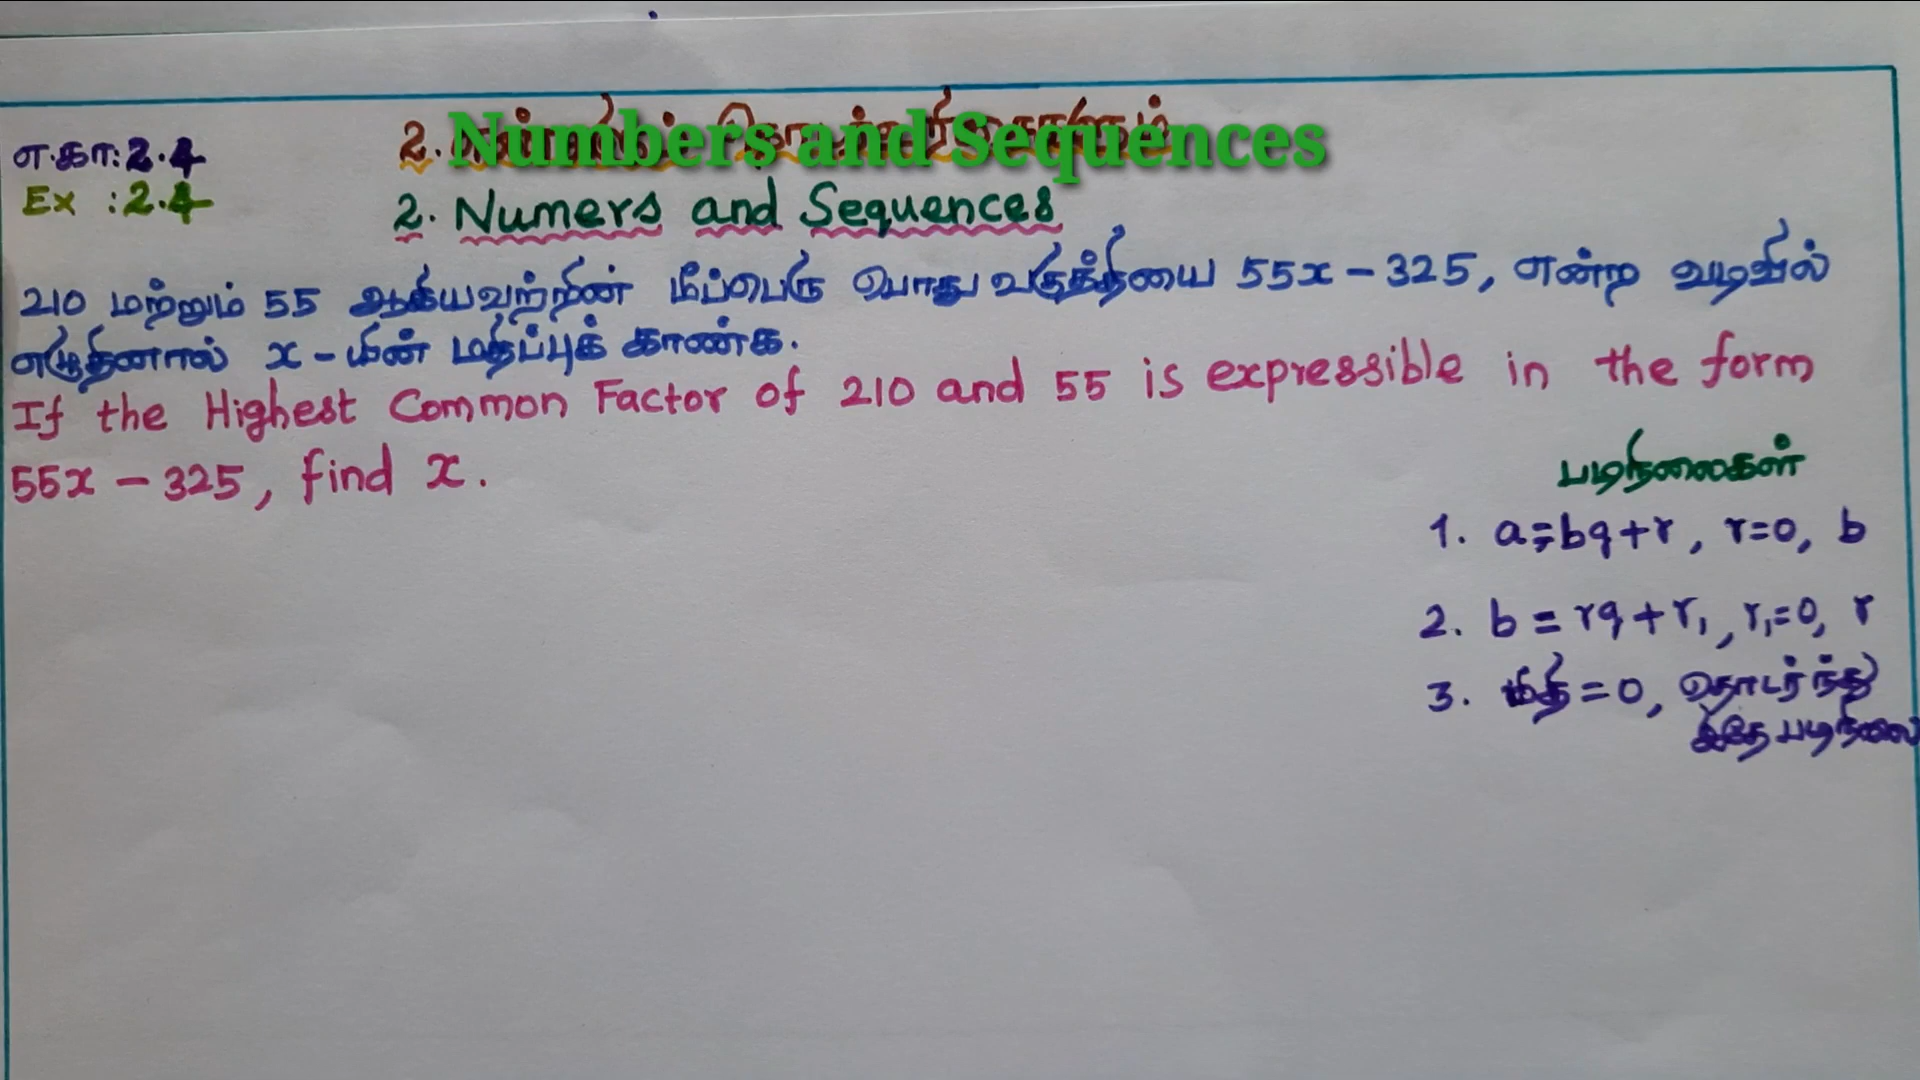 எ.கா:2.4
Ex :2.4
2.
Numbers and Sequences
2. Numers and Sequences
210 மற்றும் 55 ஆகியவற்றின் மீப்பெரு பொது வகுத்தியை 55x - 325, என்ற வடிவில்
எழுதினால் x - யின் மதிப்புக் காண்க.
If the Highest Common Factor of 210 and 55 is expressible in the form
55x - 325, find x.
படிநிலைகள்
1. a=bq+r, r=0, b
2. b = rq+r₁, r₁=0, r
3. மீதி = 0, தொடர்ந்து
இதே படிநிலை